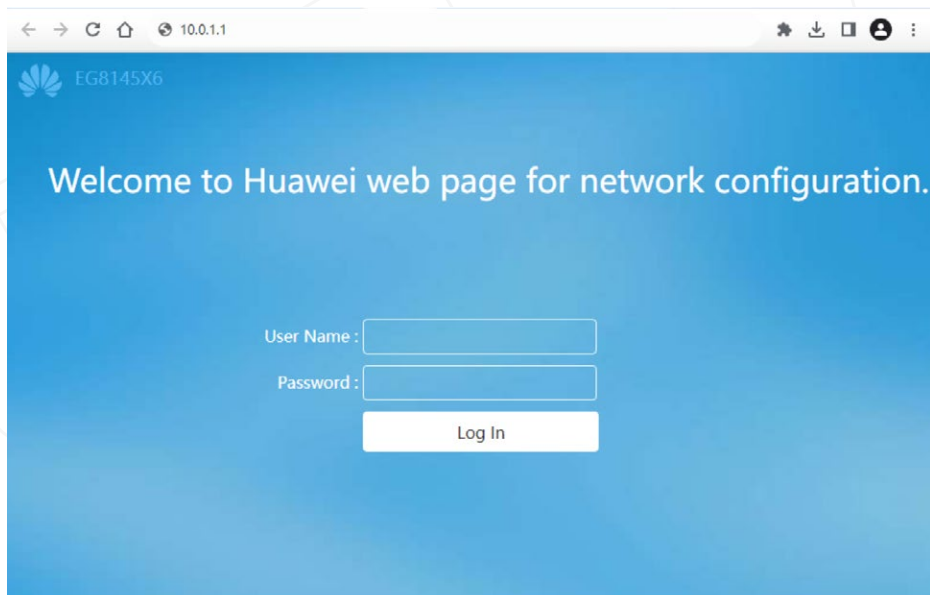 10.0.1.1
EG8145X6
Welcome to Huawei web page for network configuration.
User Name :
Password :
Log In